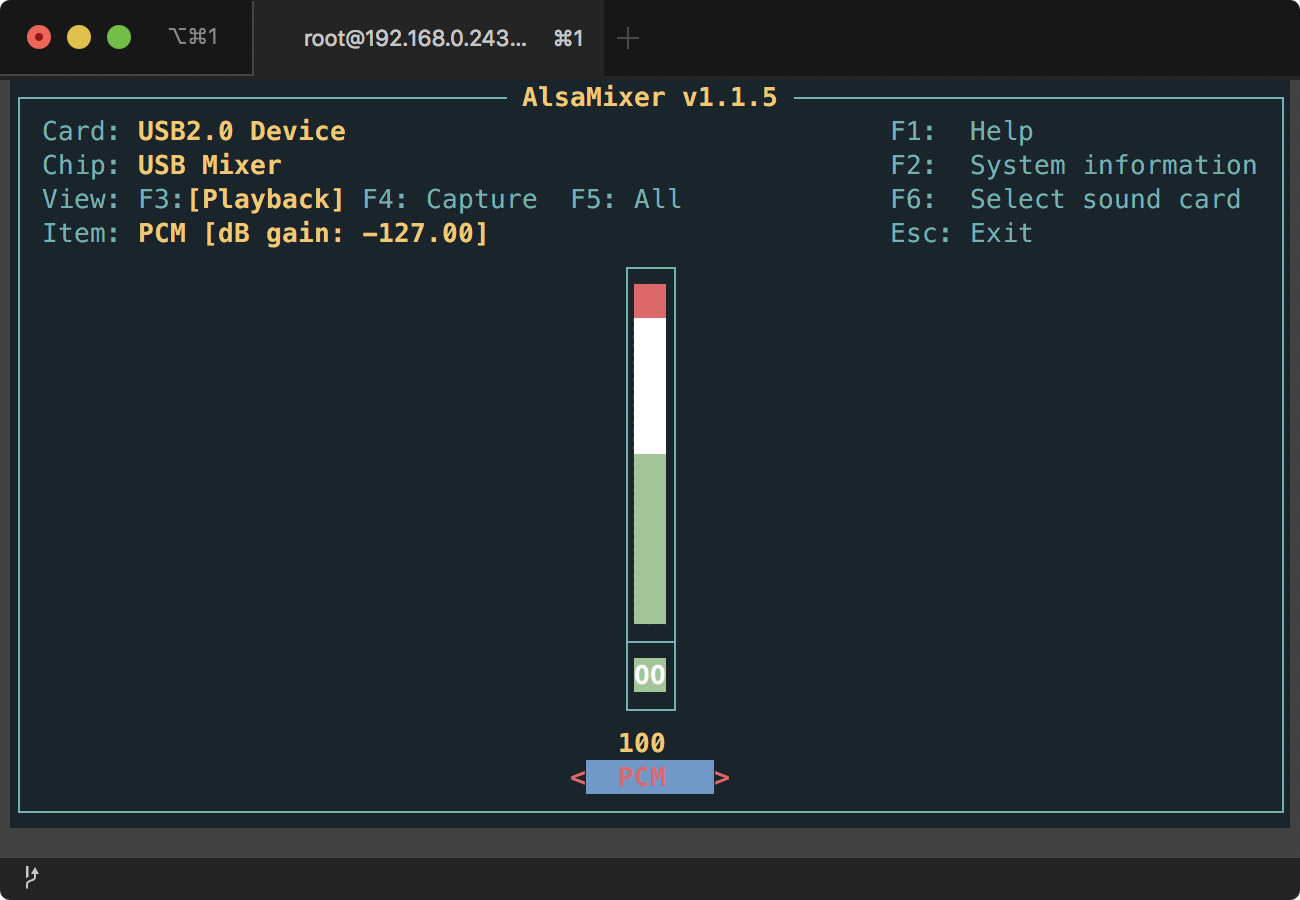 ⌥⌘1 root@192.168.0.243... ⌘1 +
AlsaMixer v1.1.5
Card: USB2.0 Device F1: Help
Chip: USB Mixer F2: System information
View: F3:[Playback] F4: Capture F5: All F6: Select sound card
Item: PCM [dB gain: −127.00] Esc: Exit
OO
100
< PCM >